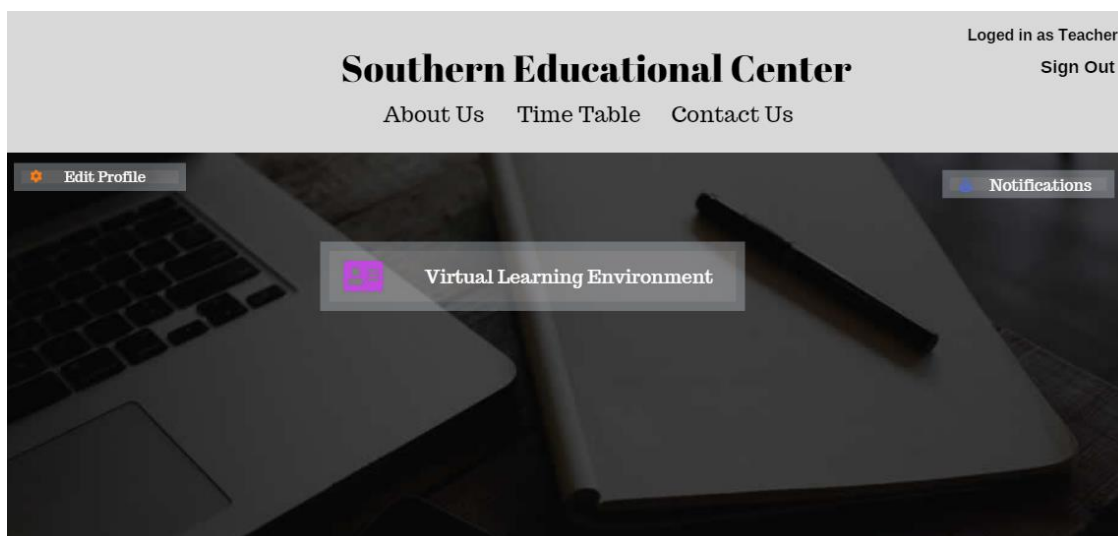 Loged in as Teacher
Southern Educational Center
Sign Out
About Us Time Table Contact Us
Edit Profile
Notifications
Virtual Learning Environment